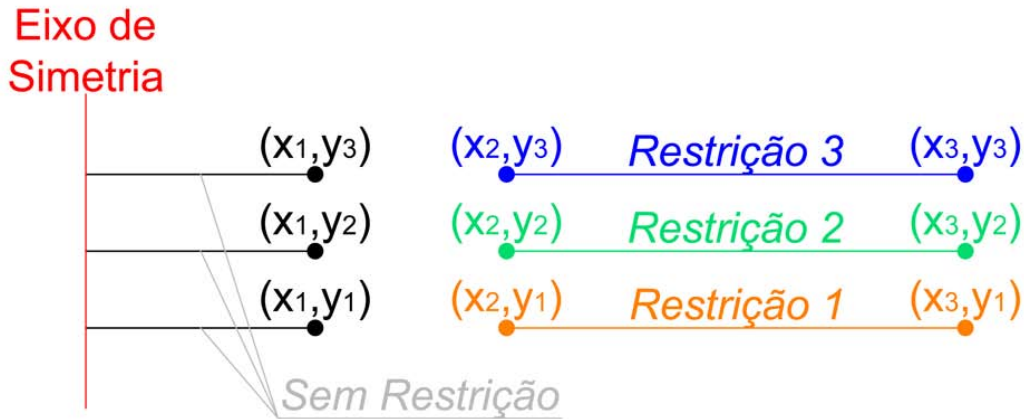 Eixo de
Simetria
(x1,y3) (x2,y3) Restrição 3 (x3,y3)
(x1,y2) (x2,y2) Restrição 2 (x3,y2)
(x1,y1) (x2,y1) Restrição 1 (x3,y1)
Sem Restrição